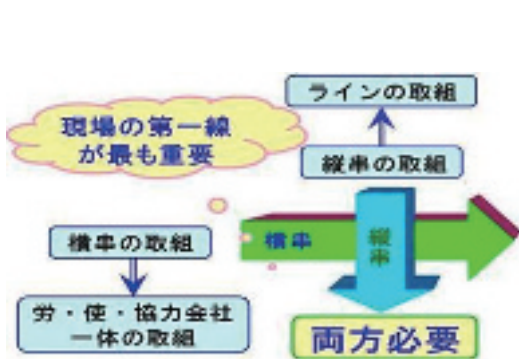 ラインの取組
現場の第一線
が最も重要
縦串の取組
横串の取組
横串
縦串
労・使・協力会社
一体の取組
両方必要